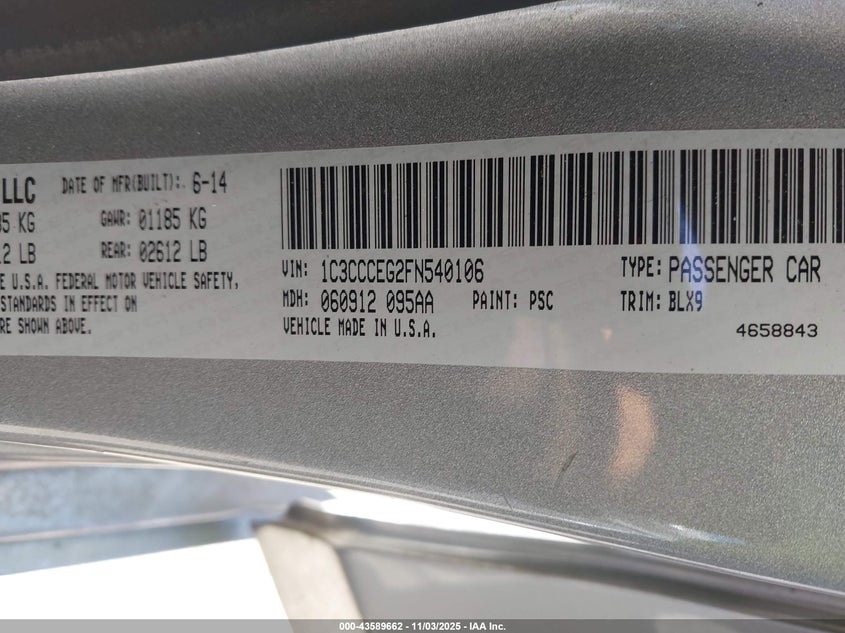 LLC DATE OF MFR(BUILT): 6-14
KG GAWR: 01185 KG
LB REAR: 02612 LB
U.S.A. FEDERAL MOTOR VEHICLE SAFETY,
STANDARDS IN EFFECT ON
SHOWN ABOVE.
VIN: 1C3CCCEG2FN540106 TYPE: PASSENGER CAR
MDH: 060912 095AA PAINT: PSC TRIM: BLX9
VEHICLE MADE IN U.S.A. 4658843
000-43589662 - 11/03/2025 - IAA Inc.